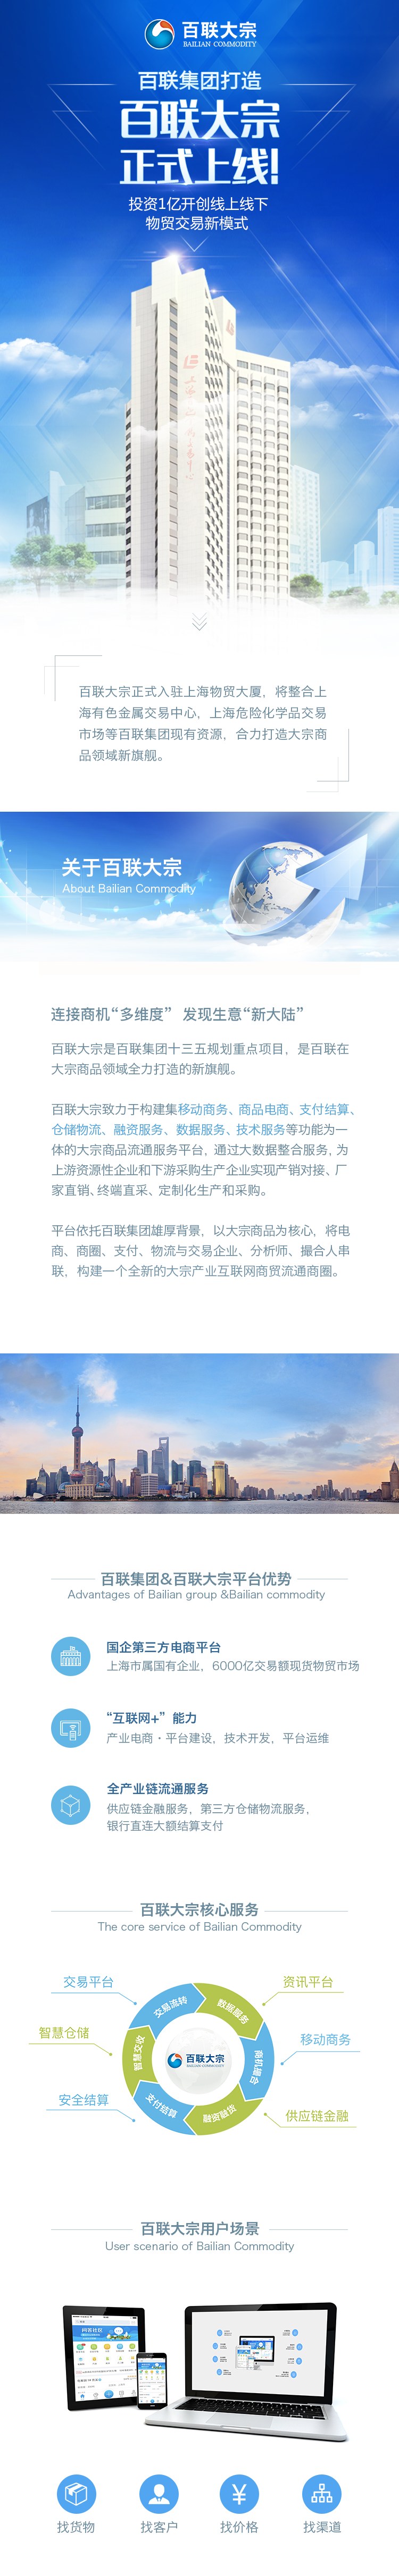 百联大宗
BAILIAN COMMODITY
百联集团打造
百联大宗
正式上线!
投资1亿开创线上线下
物贸交易新模式
百联大宗正式入驻上海物贸大厦，将整合上
海有色金属交易中心，上海危险化学品交易
市场等百联集团现有资源，合力打造大宗商
品领域新旗舰。
关于百联大宗
About Bailian Commodity
连接商机“多维度” 发现生意“新大陆”
百联大宗是百联集团十三五规划重点项目，是百联在
大宗商品领域全力打造的新旗舰。
百联大宗致力于构建集移动商务、商品电商、支付结算、
仓储物流、融资服务、数据服务、技术服务等功能为一
体的大宗商品流通服务平台，通过大数据整合服务，为
上游资源性企业和下游采购生产企业实现产销对接、厂
家直销、终端直采、定制化生产和采购。
平台依托百联集团雄厚背景，以大宗商品为核心，将电
商、商圈、支付、物流与交易企业、分析师、撮合人串
联，构建一个全新的大宗产业互联网商贸流通商圈。
百联集团&百联大宗平台优势
Advantages of Bailian group &Bailian commodity
国企第三方电商平台
上海市属国有企业，6000亿交易额现货物贸市场
“互联网+”能力
产业电商·平台建设，技术开发，平台运维
全产业链流通服务
供应链金融服务，第三方仓储物流服务，
银行直连大额结算支付
百联大宗核心服务
The core service of Bailian Commodity
交易平台
资讯平台
交易流转
数据服务
智慧仓储
移动商务
智慧交收
商机撮合
百联大宗
BAILIAN COMMODITY
安全结算
供应链金融
支付结算
融资融货
百联大宗用户场景
User scenario of Bailian Commodity
问答社区
找货物
找客户
找价格
找渠道